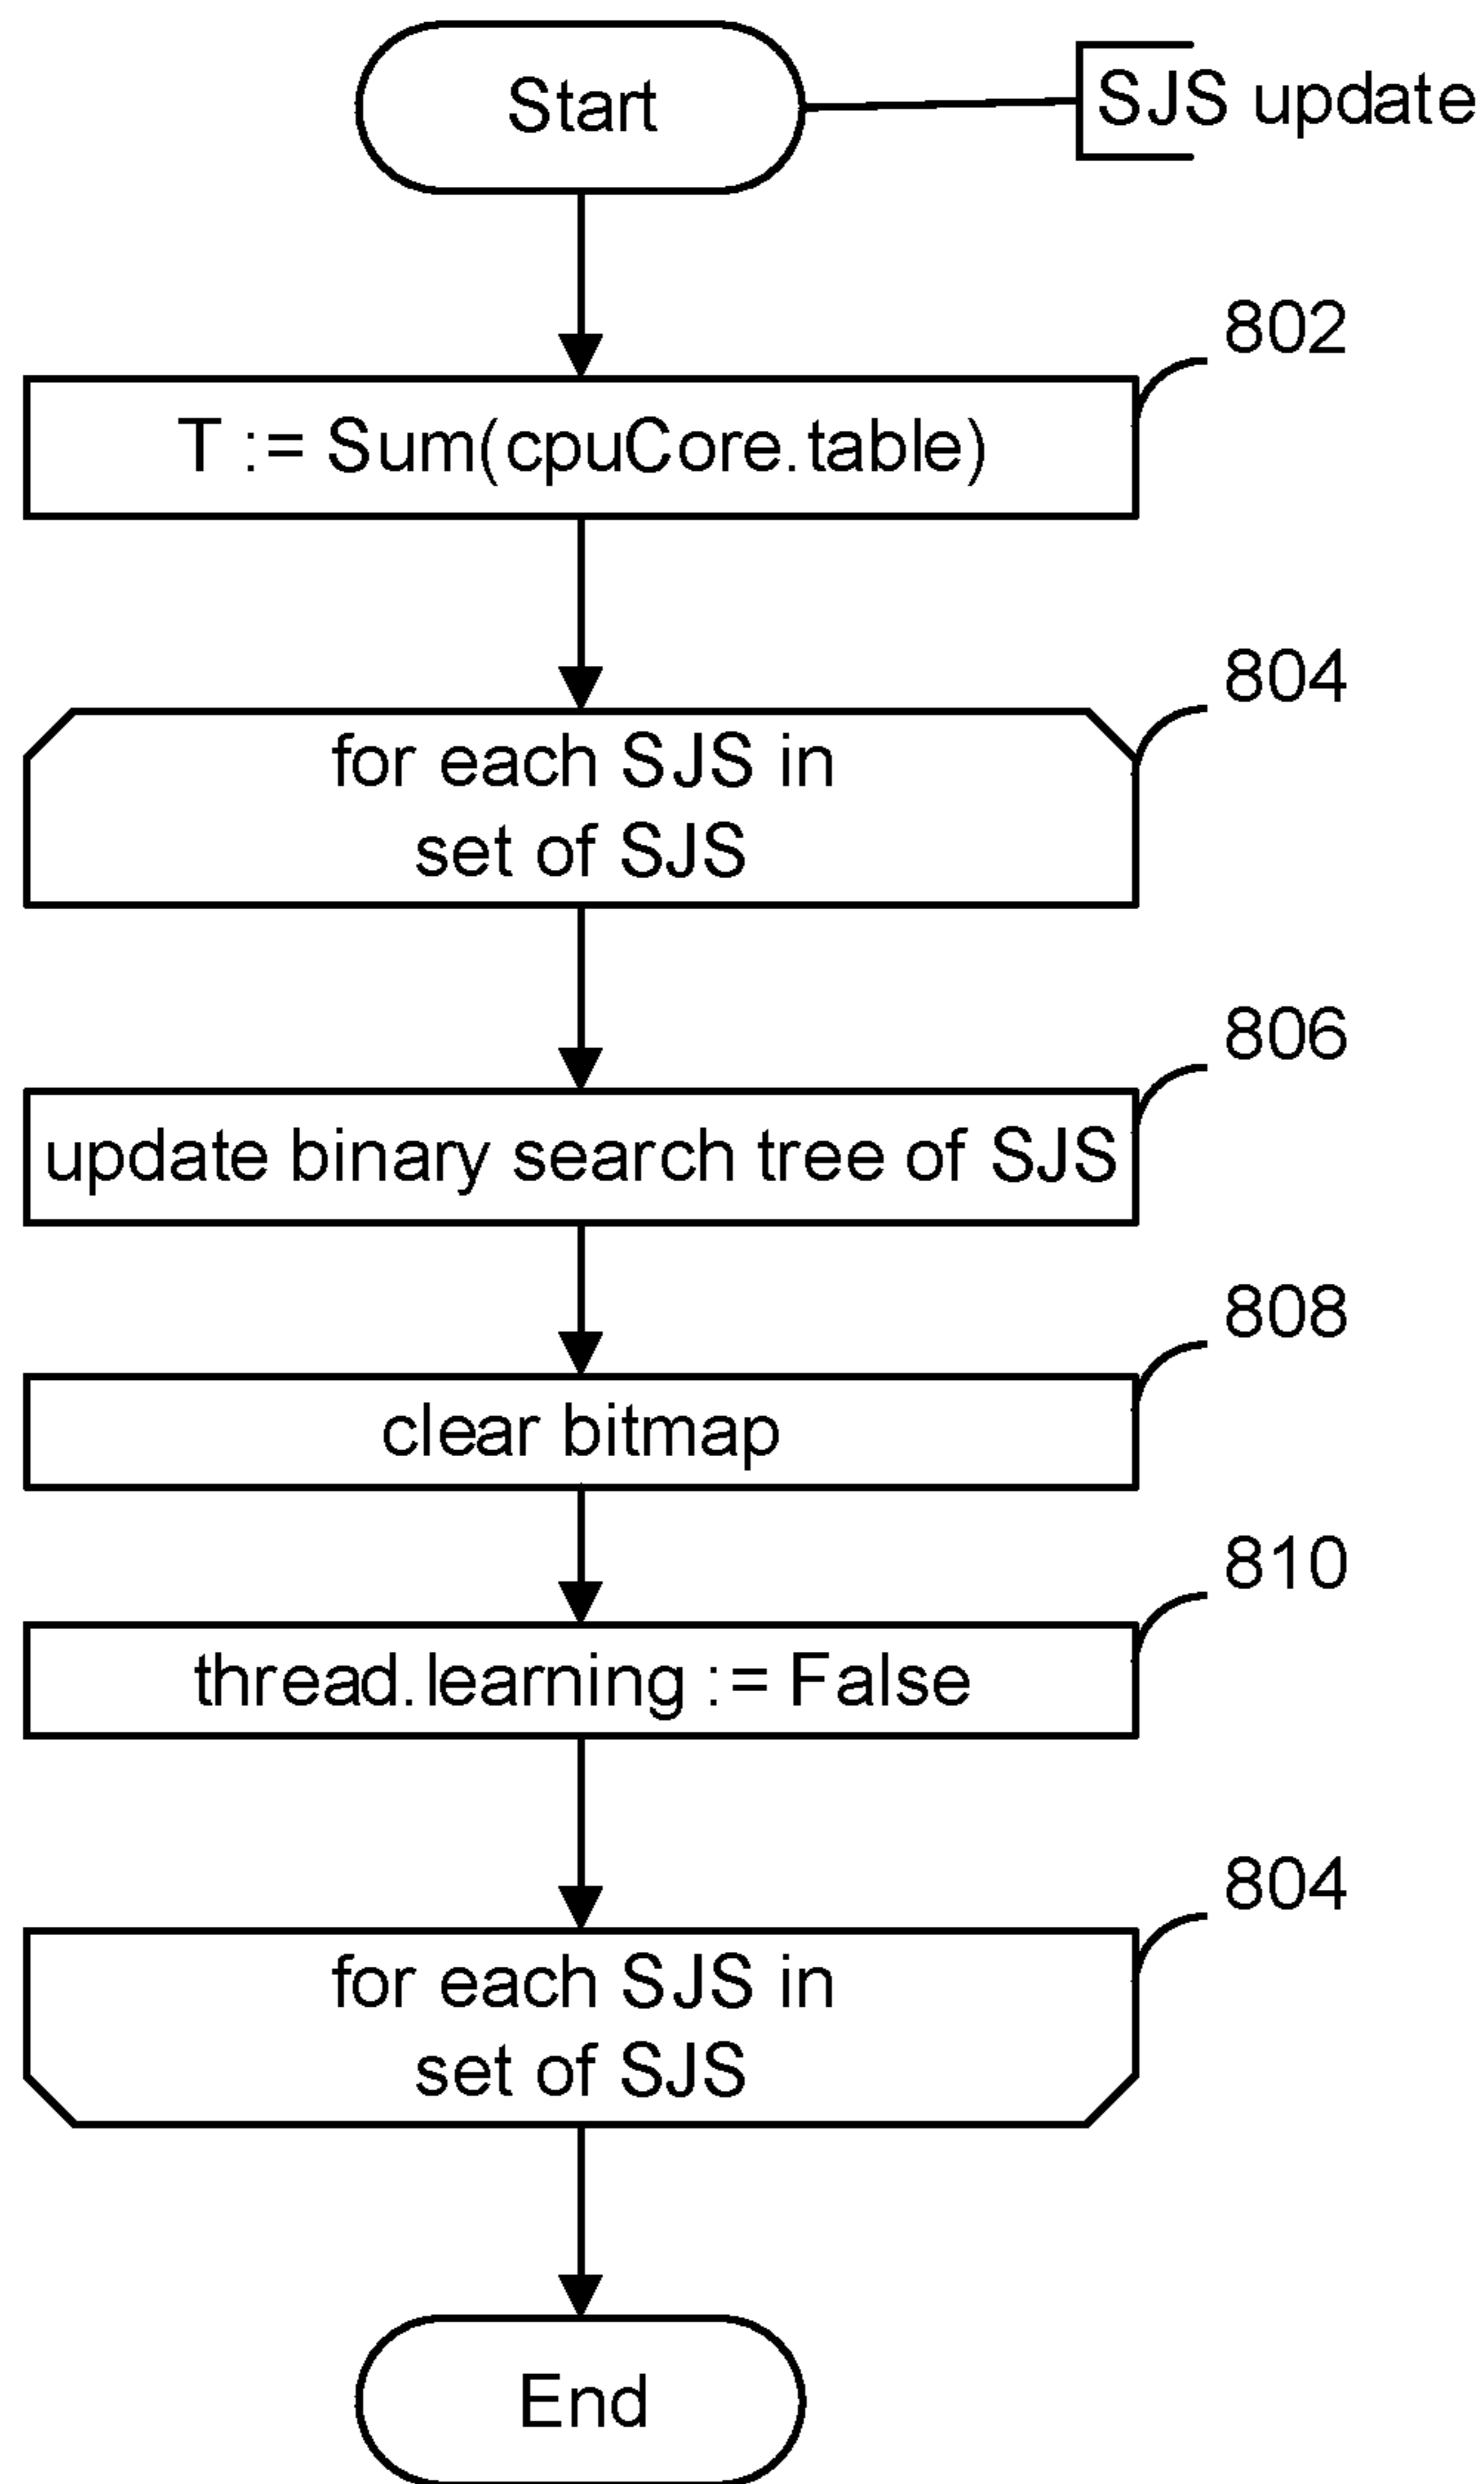 Start
SJS update
802
T := Sum(cpuCore.table)
804
for each SJS in
set of SJS
806
update binary search tree of SJS
808
clear bitmap
810
thread.learning := False
804
for each SJS in
set of SJS
End